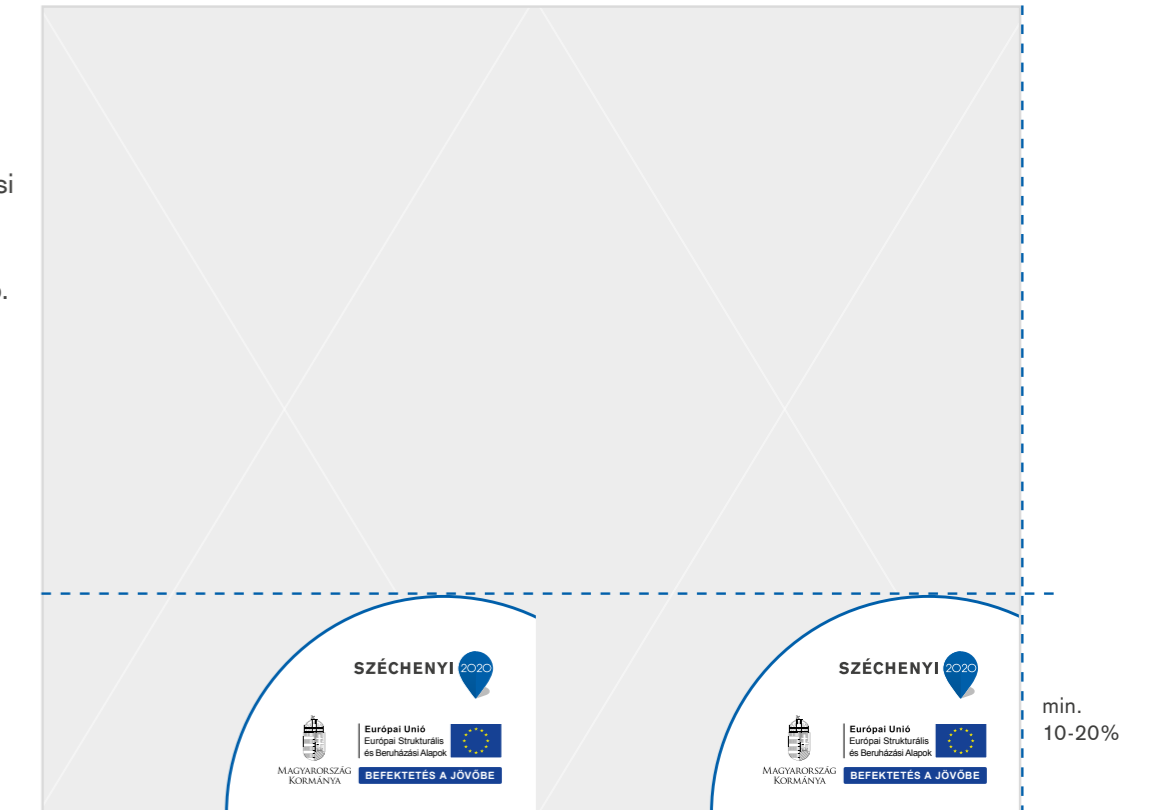 si
.
SZÉCHENYI 2020
Európai Unió
Európai Strukturális
és Beruházási Alapok
MAGYARORSZÁG
KORMÁNYA
BEFEKTETÉS A JÖVŐBE
SZÉCHENYI 2020
Európai Unió
Európai Strukturális
és Beruházási Alapok
MAGYARORSZÁG
KORMÁNYA
BEFEKTETÉS A JÖVŐBE
min.
10-20%